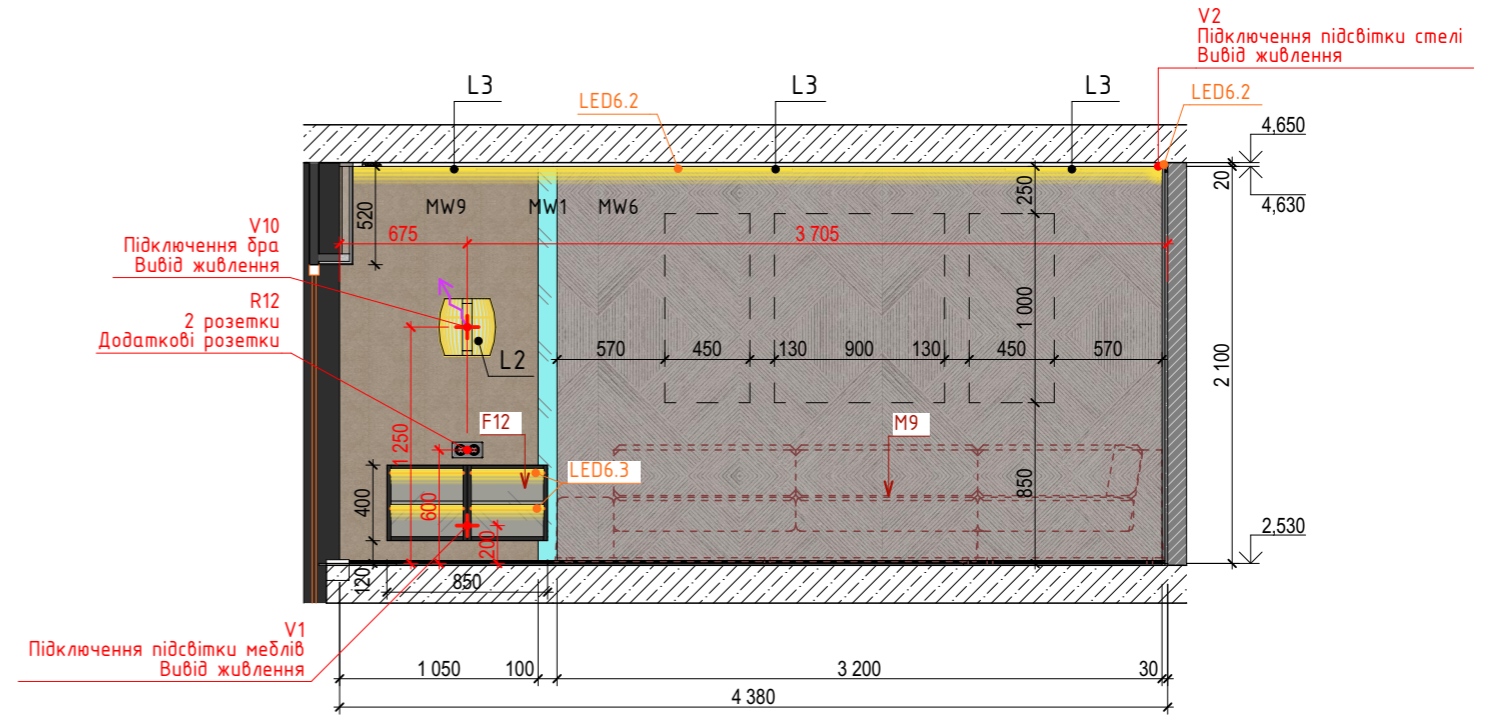 V2
Підключення підсвітки стелі
Вивід живлення
L3
L3
L3
LED6.2
LED6.2
4,650
20
4,630
520
MW9
MW1
MW6
250
V10
Підключення бра
Вивід живлення
675
3 705
R12
2 розетки
Додаткові розетки
1 000
570
450
130
900
130
450
570
2 100
L2
F12
M9
1 250
LED6.3
400
600
850
200
2,530
120
850
V1
Підключення підсвітки меблів
Вивід живлення
1 050
100
3 200
30
4 380